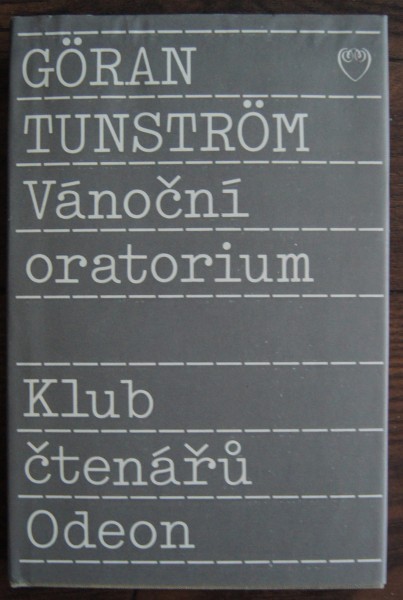 GÖRAN
TUNSTRÖM
Vánoční
oratorium
Klub
čtenářů
Odeon